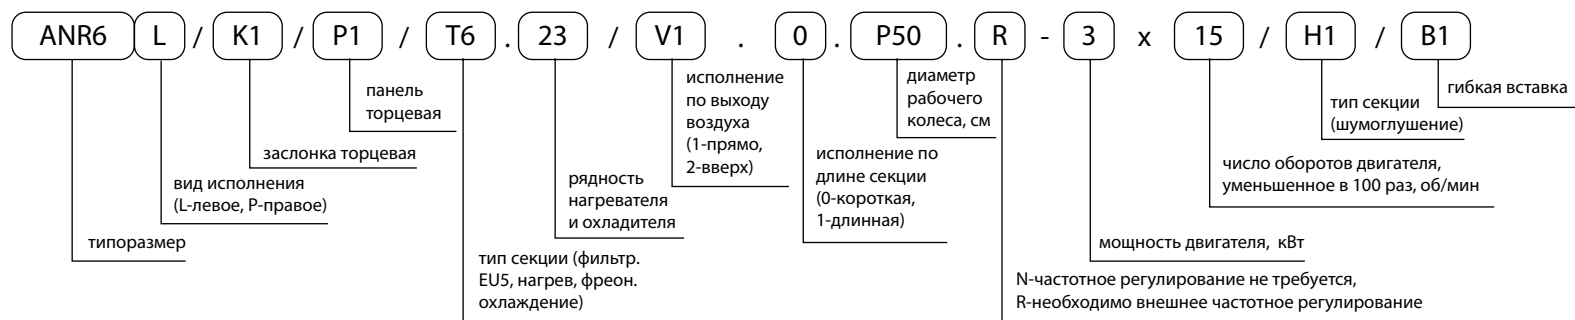 ANR6 L / K1 / P1 / T6 . 23 / V1 . 0 . P50 . R - 3 x 15 / H1 / B1
типоразмер
вид исполнения
(L-левое, P-правое)
заслонка торцевая
панель
торцевая
тип секции (фильтр.
EU5, нагрев, фреон.
охлаждение)
рядность
нагревателя
и охладителя
исполнение
по выходу
воздуха
(1-прямо,
2-вверх)
исполнение по
длине секции
(0-короткая,
1-длинная)
диаметр
рабочего
колеса, см
N-частотное регулирование не требуется,
R-необходимо внешнее частотное регулирование
мощность двигателя, кВт
число оборотов двигателя,
уменьшенное в 100 раз, об/мин
тип секции
(шумоглушение)
гибкая вставка